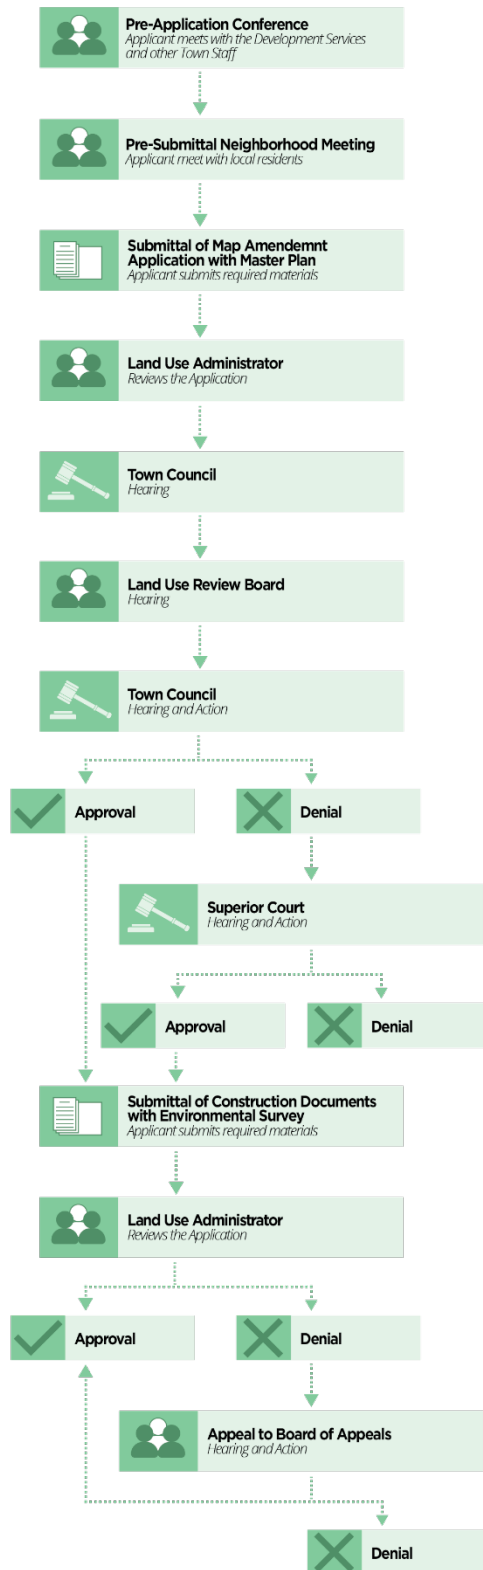 Pre-Application Conference
Applicant meets with the Development Services
and other Town Staff
Pre-Submittal Neighborhood Meeting
Applicant meet with local residents
Submittal of Map Amendemnt
Application with Master Plan
Applicant submits required materials
Land Use Administrator
Reviews the Application
Town Council
Hearing
Land Use Review Board
Hearing
Town Council
Hearing and Action
Approval
Denial
Superior Court
Hearing and Action
Approval
Denial
Submittal of Construction Documents
with Environmental Survey
Applicant submits required materials
Land Use Administrator
Reviews the Application
Approval
Denial
Appeal to Board of Appeals
Hearing and Action
Denial